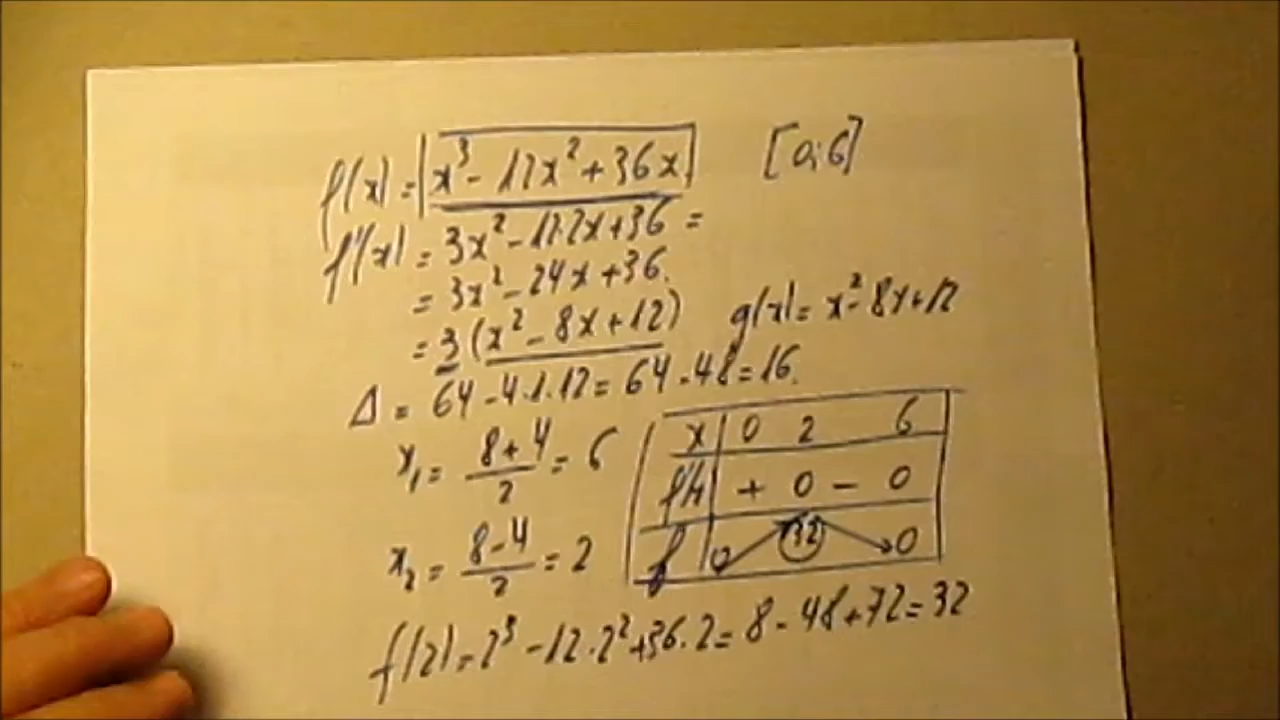 f(x) = x³ - 12x² + 36x [0;6]
f'(x) = 3x² - 12·2x + 36 =
= 3x² - 24x + 36.
= 3(x² - 8x + 12) g(x) = x² - 8x + 12
Δ = 64 - 4·1·12 = 64 - 48 = 16.
x₁ = (8+4)/2 = 6
x₂ = (8-4)/2 = 2
x 0 2 6
f'(x) + 0 - 0
f 0 32 0
f(2) = 2³ - 12·2² + 36·2 = 8 - 48 + 72 = 32